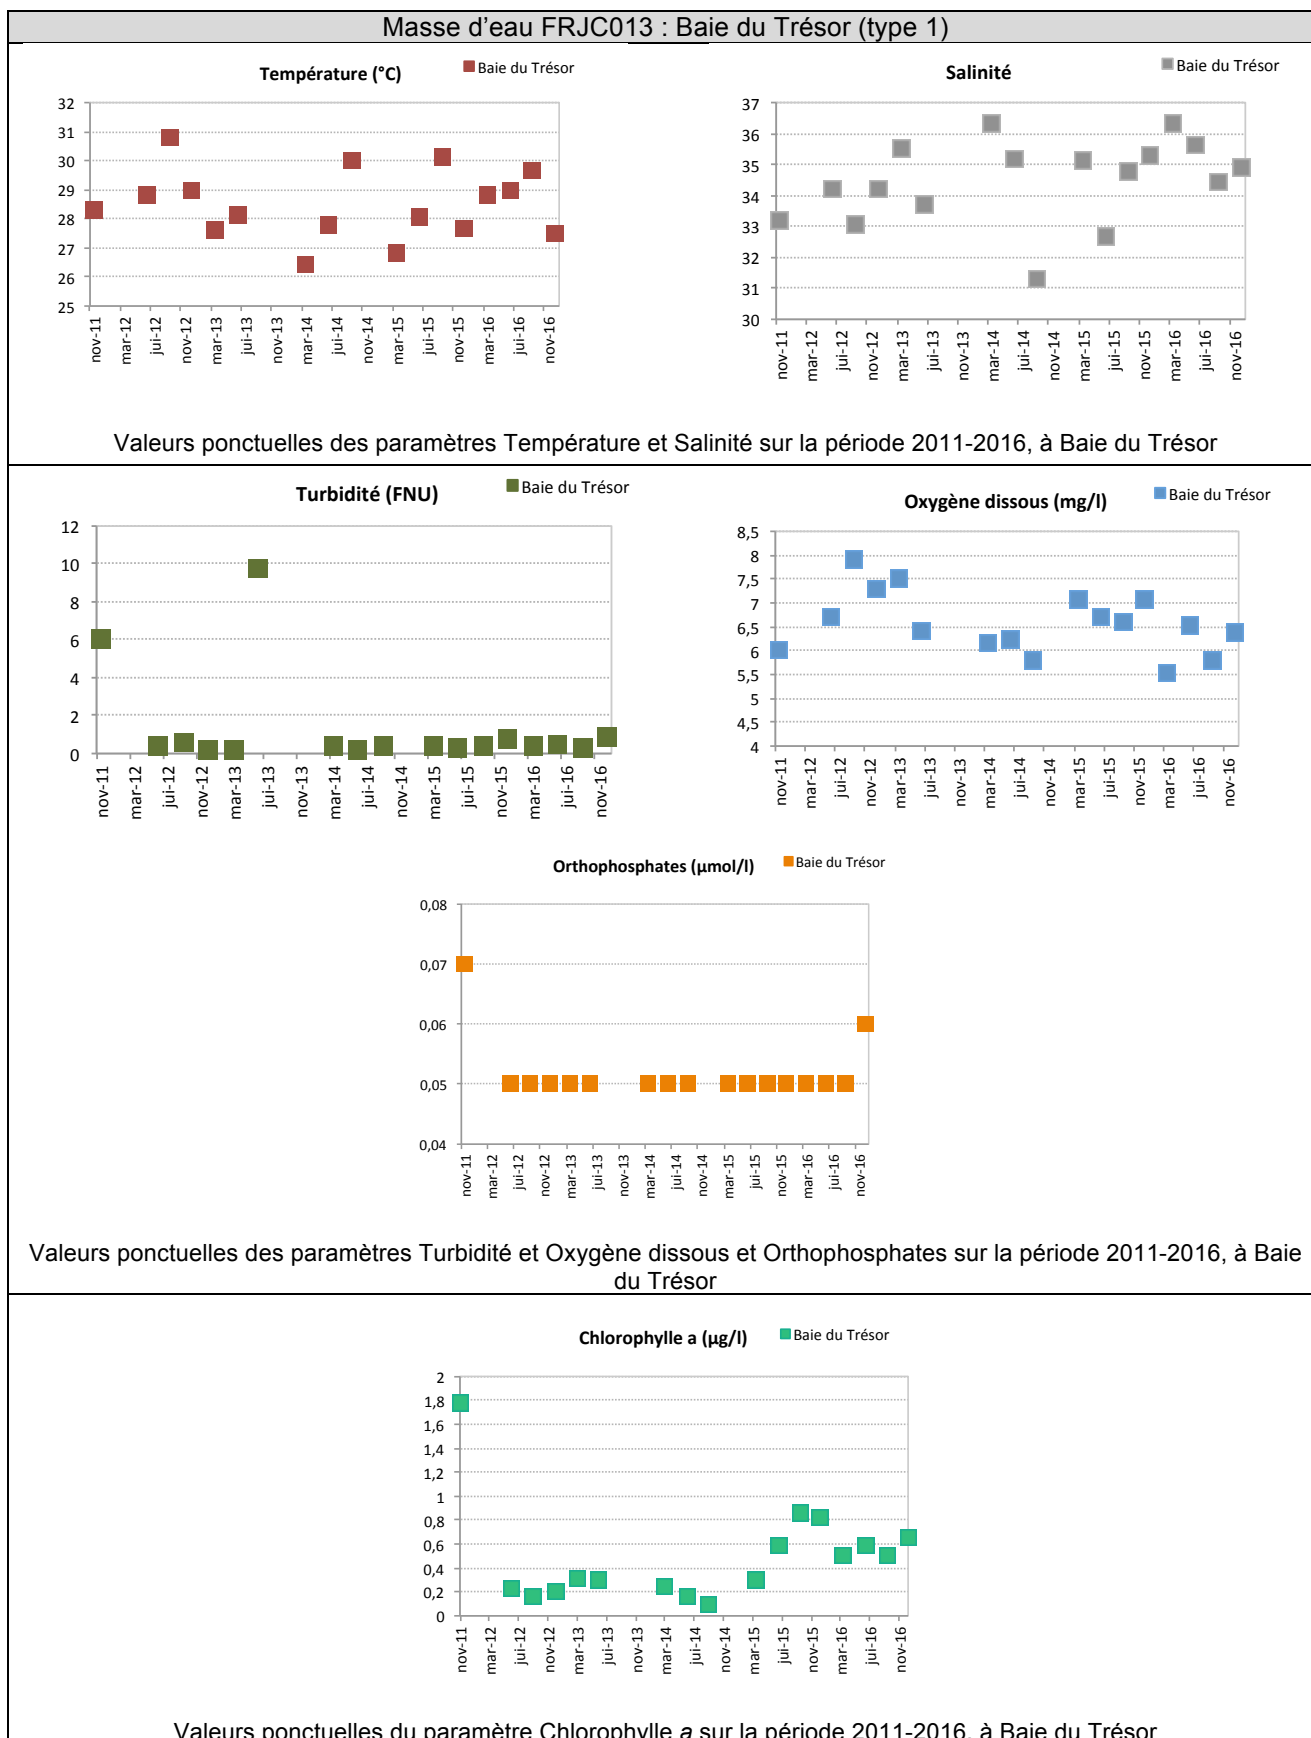 Masse d'eau FRJC013 : Baie du Trésor (type 1)
Température (°C)
Baie du Trésor
32
31
30
29
28
27
26
25
nov-11
mar-12
jui-12
nov-12
mar-13
jui-13
nov-13
mar-14
jui-14
nov-14
mar-15
jui-15
nov-15
mar-16
jui-16
nov-16
Salinité
Baie du Trésor
37
36
35
34
33
32
31
30
nov-11
mar-12
jui-12
nov-12
mar-13
jui-13
nov-13
mar-14
jui-14
nov-14
mar-15
jui-15
nov-15
mar-16
jui-16
nov-16
Valeurs ponctuelles des paramètres Température et Salinité sur la période 2011-2016, à Baie du Trésor
Turbidité (FNU)
Baie du Trésor
12
10
8
6
4
2
0
nov-11
mar-12
jui-12
nov-12
mar-13
jui-13
nov-13
mar-14
jui-14
nov-14
mar-15
jui-15
nov-15
mar-16
jui-16
nov-16
Oxygène dissous (mg/l)
Baie du Trésor
8,5
8
7,5
7
6,5
6
5,5
5
4,5
4
nov-11
mar-12
jui-12
nov-12
mar-13
jui-13
nov-13
mar-14
jui-14
nov-14
mar-15
jui-15
nov-15
mar-16
jui-16
nov-16
Orthophosphates (µmol/l)
Baie du Trésor
0,08
0,07
0,06
0,05
0,04
nov-11
mar-12
jui-12
nov-12
mar-13
jui-13
nov-13
mar-14
jui-14
nov-14
mar-15
jui-15
nov-15
mar-16
jui-16
nov-16
Valeurs ponctuelles des paramètres Turbidité et Oxygène dissous et Orthophosphates sur la période 2011-2016, à Baie
du Trésor
Chlorophylle a (µg/l)
Baie du Trésor
2
1,8
1,6
1,4
1,2
1
0,8
0,6
0,4
0,2
0
nov-11
mar-12
jui-12
nov-12
mar-13
jui-13
nov-13
mar-14
jui-14
nov-14
mar-15
jui-15
nov-15
mar-16
jui-16
nov-16
Valeurs ponctuelles du paramètre Chlorophylle a sur la période 2011-2016, à Baie du Trésor